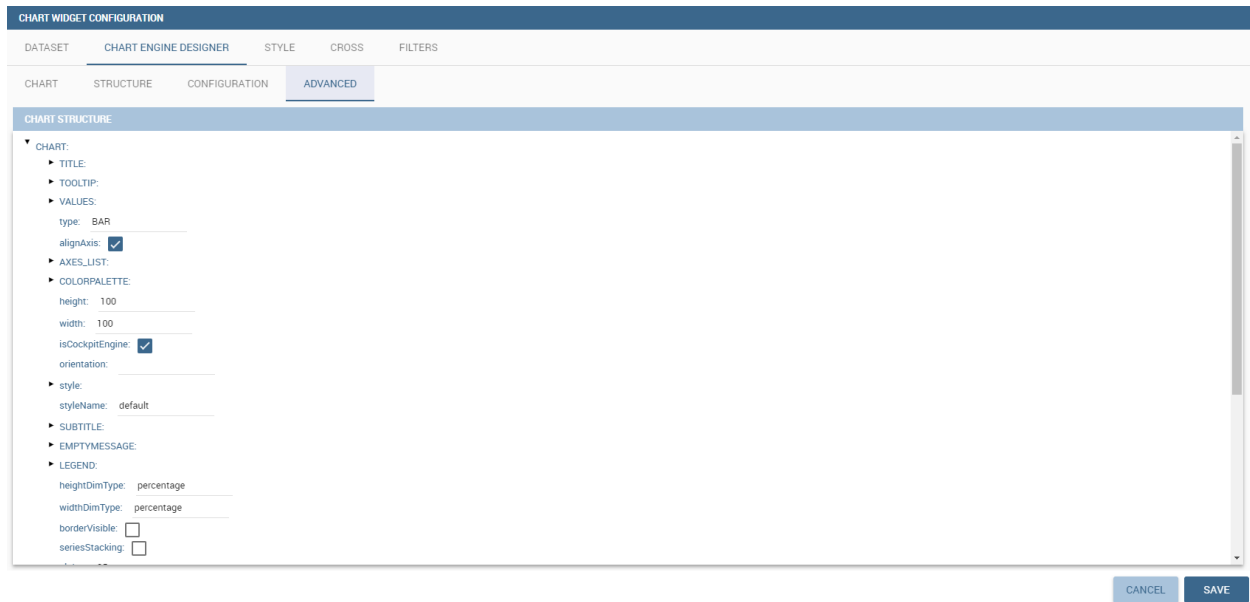 CHART WIDGET CONFIGURATION
DATASET CHART ENGINE DESIGNER STYLE CROSS FILTERS
CHART STRUCTURE CONFIGURATION ADVANCED
CHART STRUCTURE
CHART:
TITLE:
TOOLTIP:
VALUES:
type: BAR
alignAxis:
AXES_LIST:
COLORPALETTE:
height: 100
width: 100
isCockpitEngine:
orientation:
style:
styleName: default
SUBTITLE:
EMPTYMESSAGE:
LEGEND:
heightDimType: percentage
widthDimType: percentage
borderVisible:
seriesStacking:
CANCEL SAVE